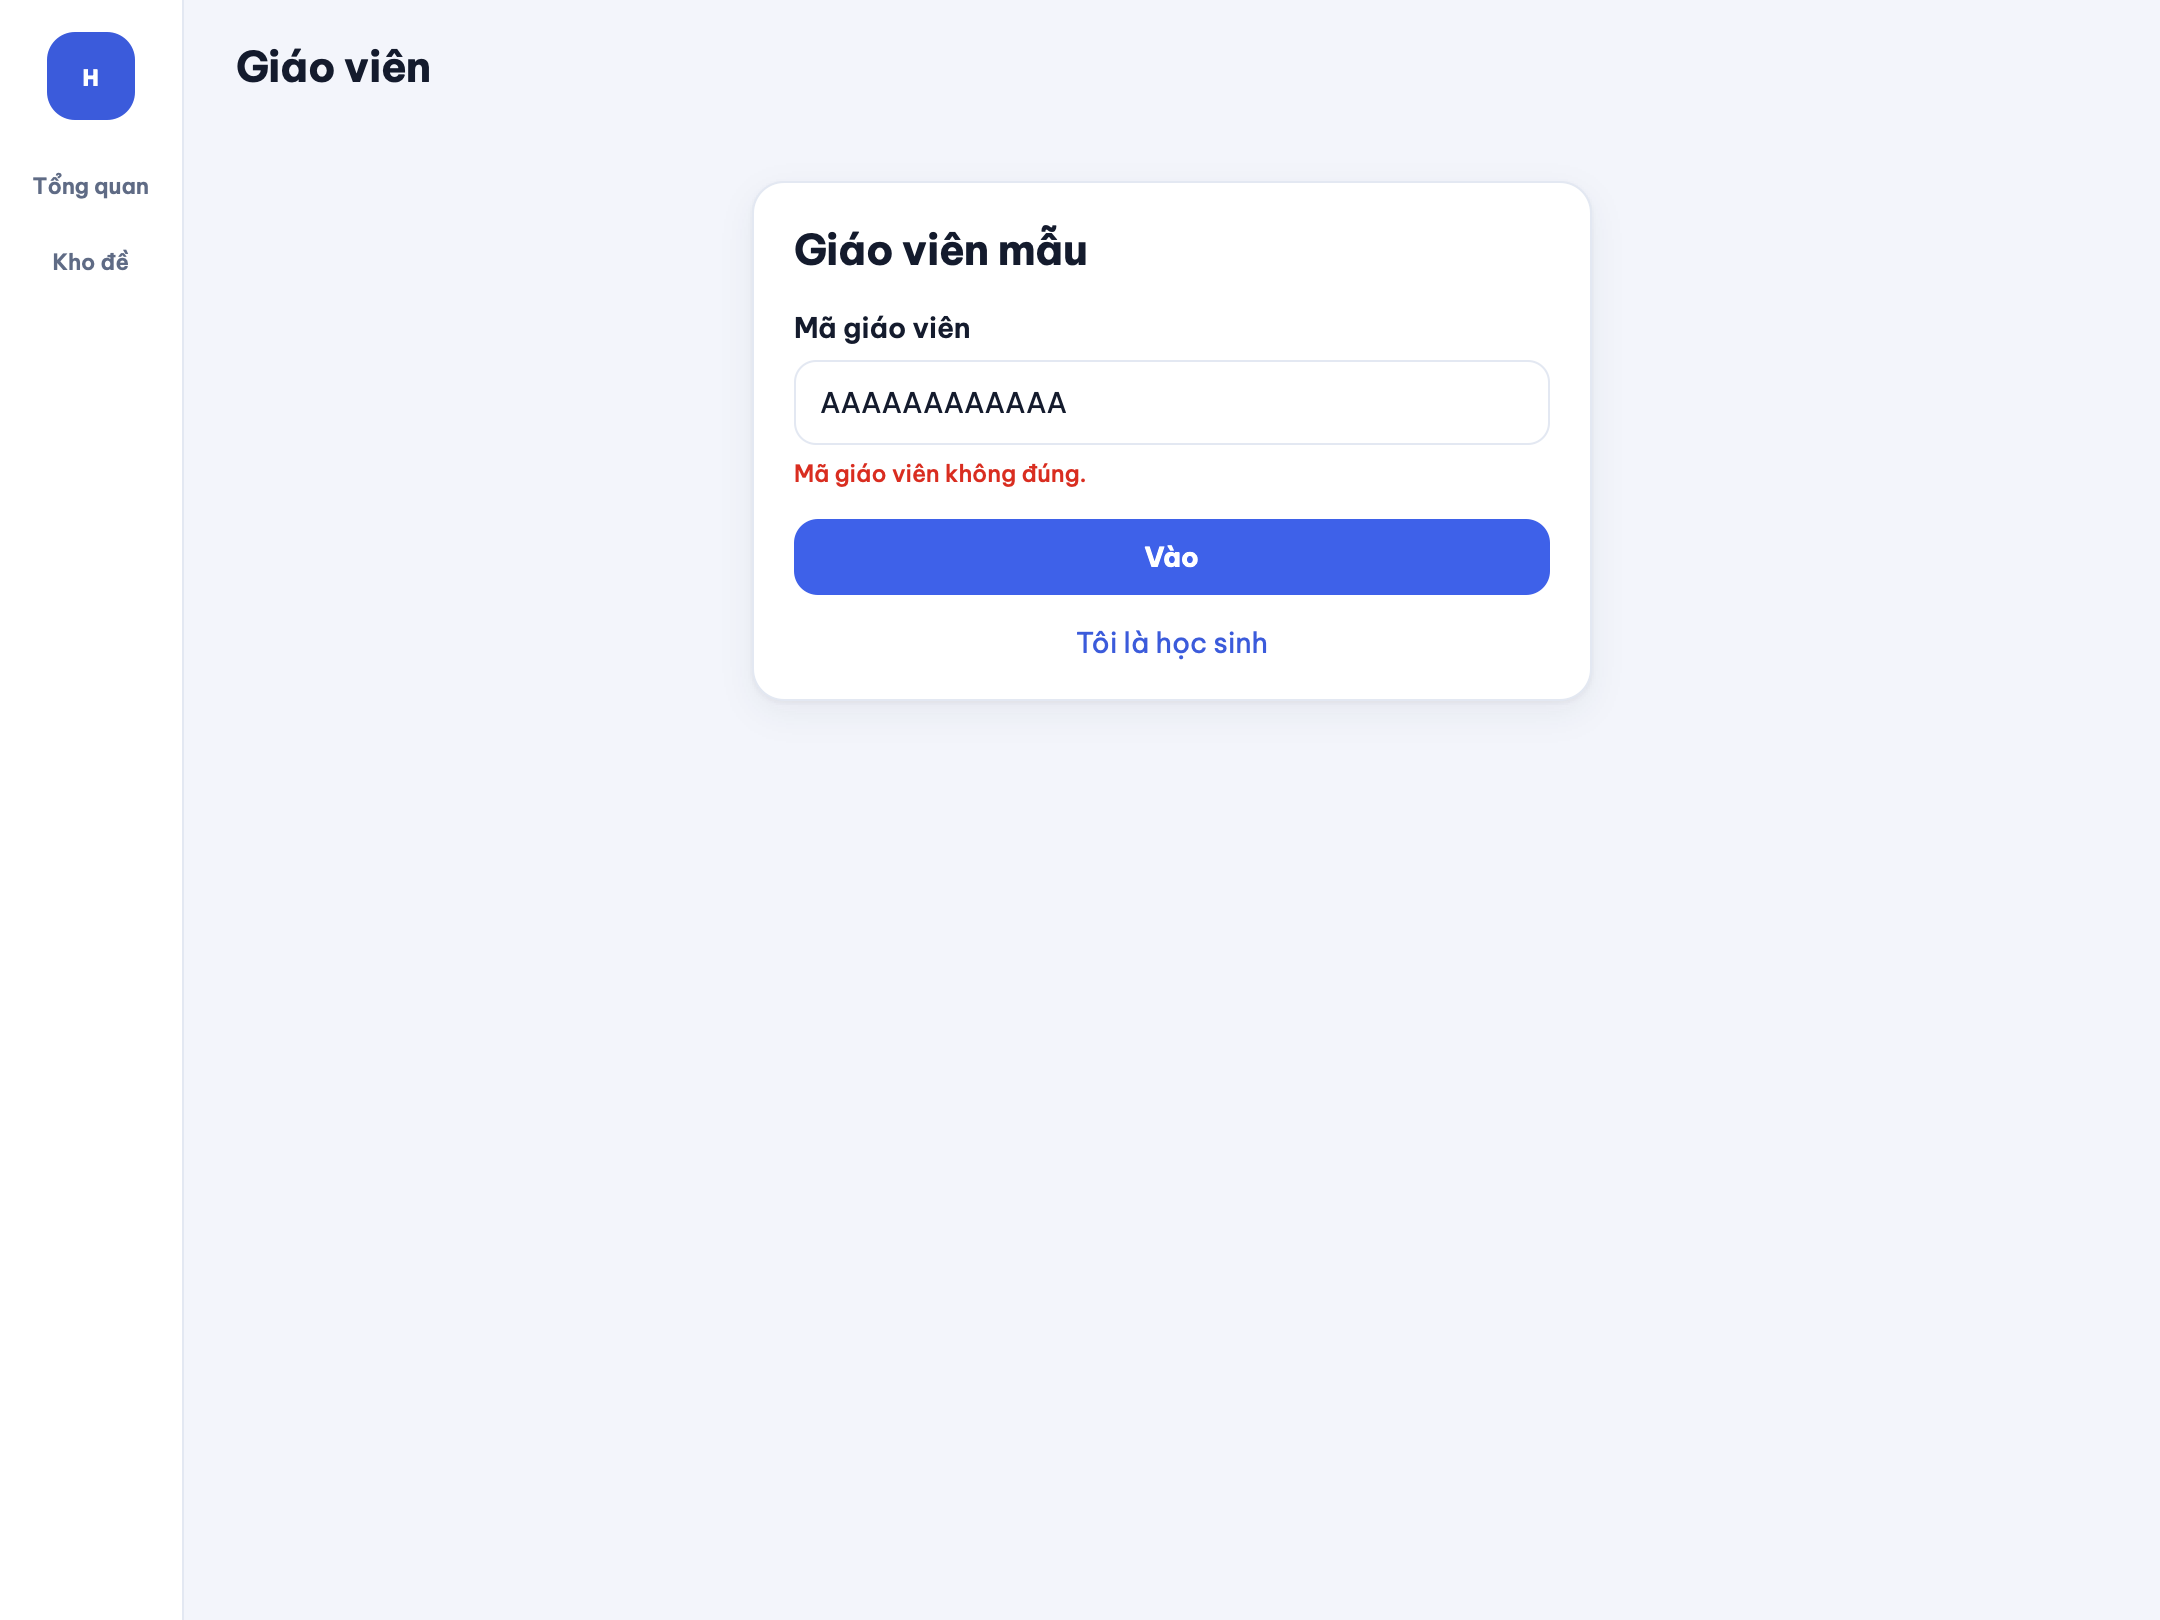 H
Tổng quan
Kho đề
Giáo viên
Giáo viên mẫu
Mã giáo viên
AAAAAAAAAAAA
Mã giáo viên không đúng.
Vào
Tôi là học sinh